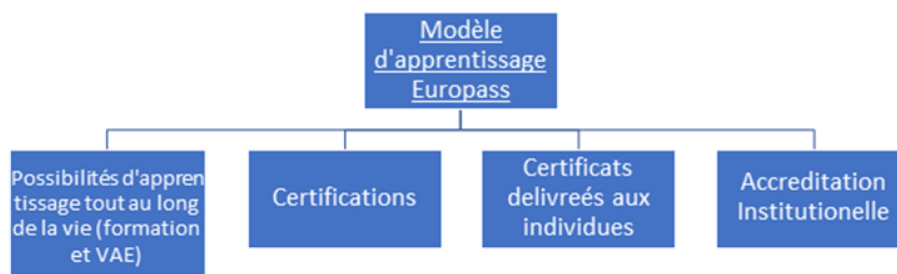 Modèle
d'apprentissage
Europass
Possibilités d'appren
tissage tout au long
de la vie (formation
et VAE)
Certifications
Certificats
delivreés aux
individues
Accreditation
Institutionelle